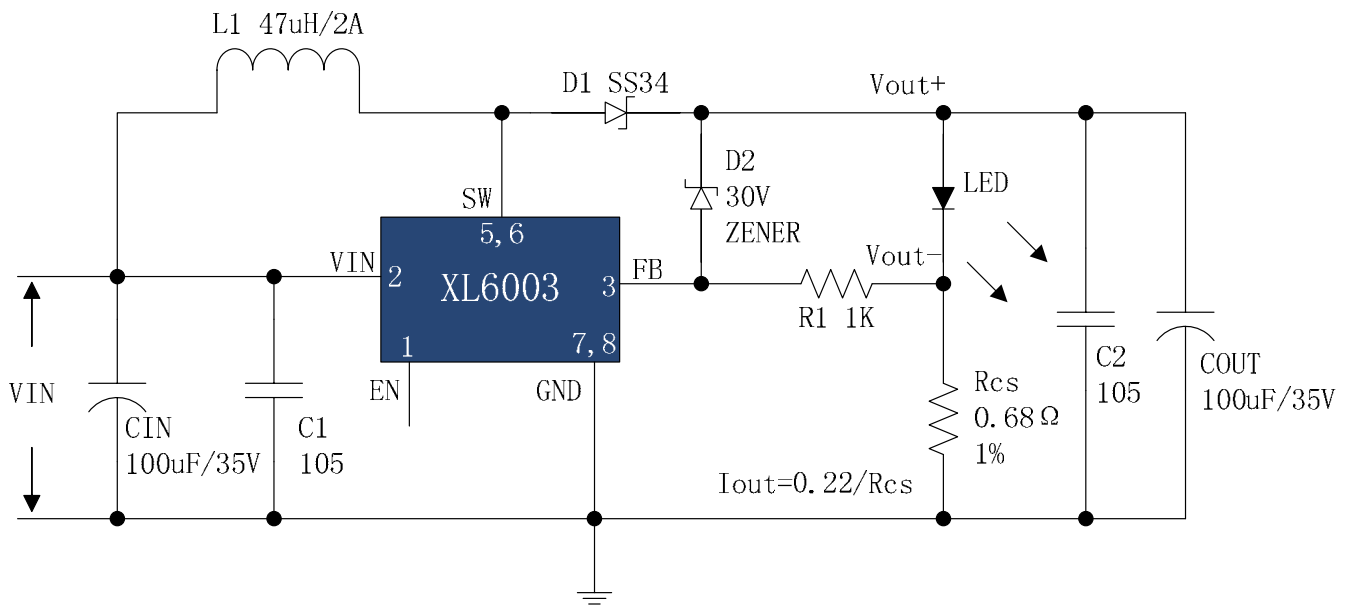 L1 47uH/2A
D1 SS34
Vout+
D2
30V
ZENER
LED
SW
5,6
VIN
2
XL6003
3
FB
Vout-
R1 1K
1
7,8
EN
GND
VIN
CIN
100uF/35V
C1
105
Rcs
0.68Ω
1%
C2
105
COUT
100uF/35V
Iout=0.22/Rcs